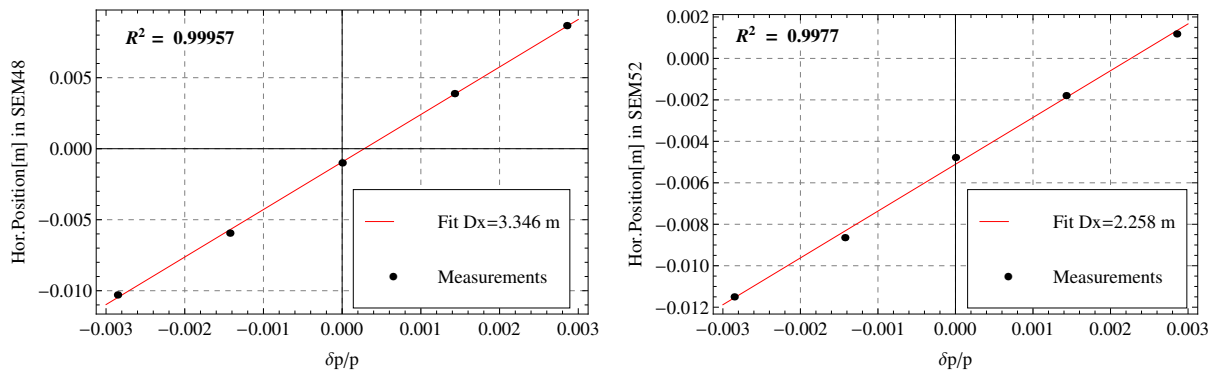 R² = 0.99957
0.005
0.000
−0.005
−0.010
Hor.Position[m] in SEM48
Fit Dx=3.346 m
Measurements
−0.003 −0.002 −0.001 0.000 0.001 0.002 0.003
δp/p
R² = 0.9977
0.002
0.000
−0.002
−0.004
−0.006
−0.008
−0.010
−0.012
Hor.Position[m] in SEM52
Fit Dx=2.258 m
Measurements
−0.003 −0.002 −0.001 0.000 0.001 0.002 0.003
δp/p